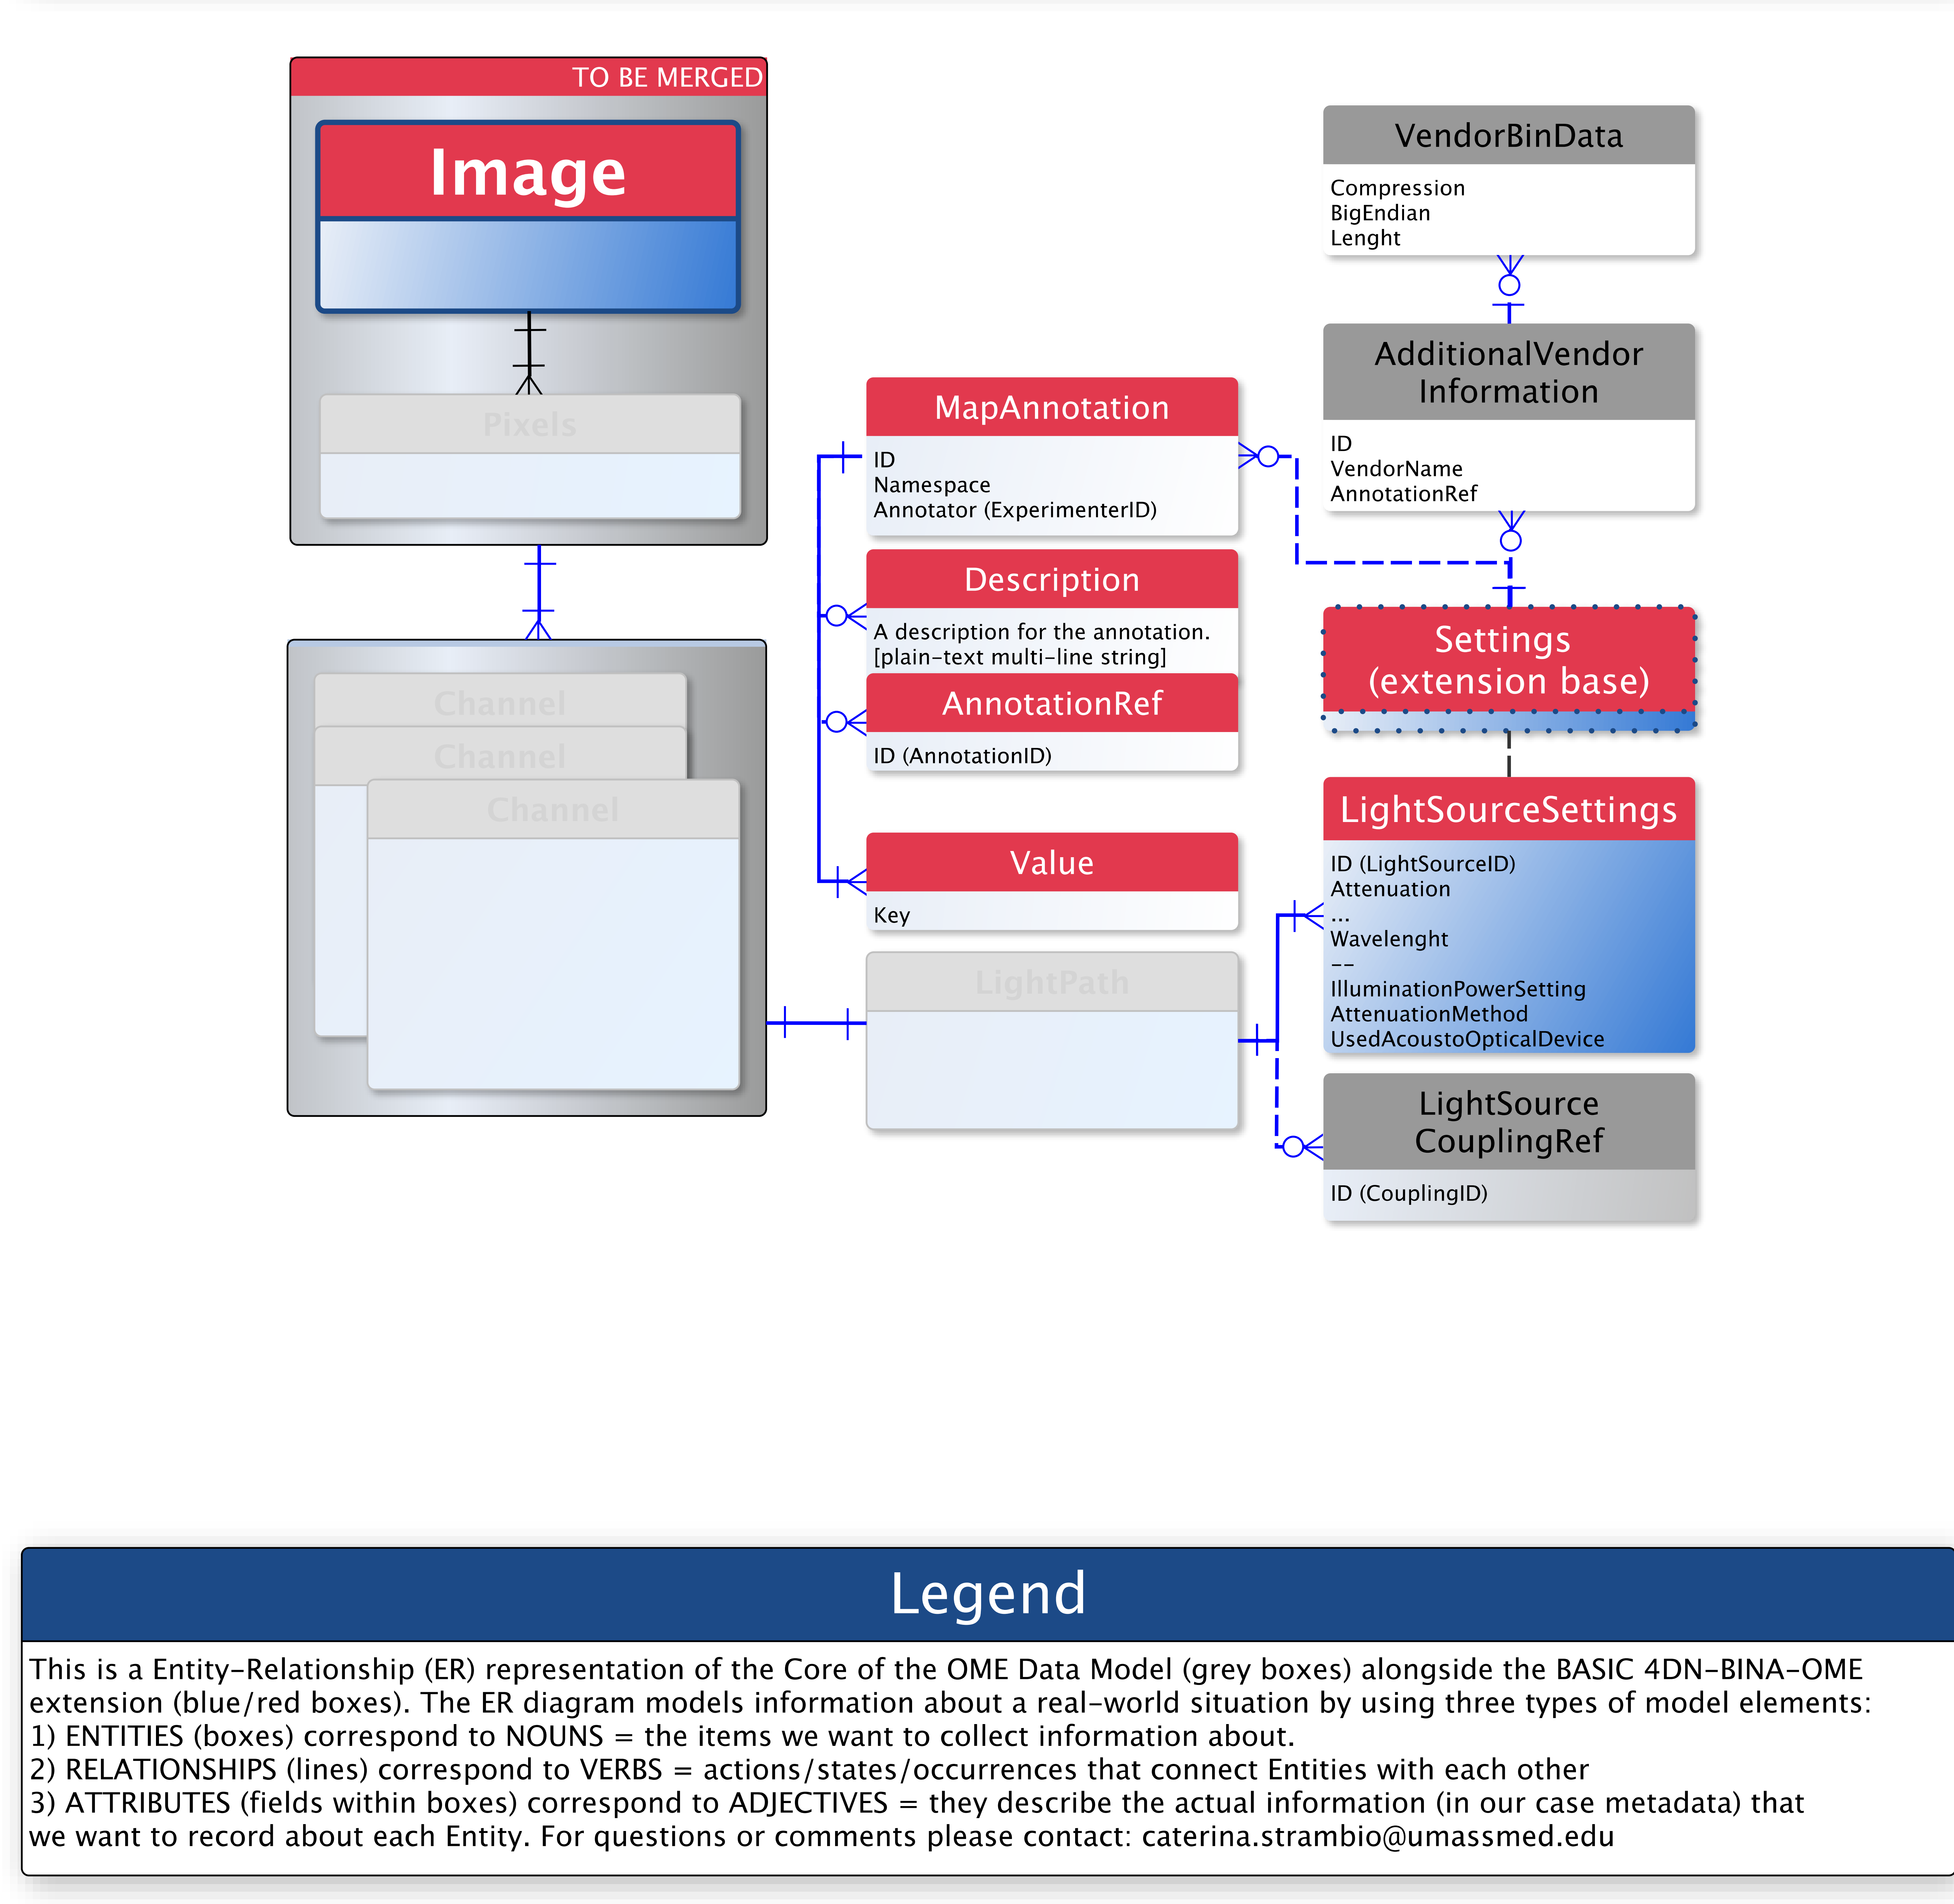 TO BE MERGED
Image
Pixels
Channel
Channel
Channel
MapAnnotation
ID
Namespace
Annotator (ExperimenterID)
Description
A description for the annotation.
[plain-text multi-line string]
AnnotationRef
ID (AnnotationID)
Value
Key
LightPath
VendorBinData
Compression
BigEndian
Lenght
AdditionalVendor
Information
ID
VendorName
AnnotationRef
Settings
(extension base)
LightSourceSettings
ID (LightSourceID)
Attenuation
...
Wavelenght
--
IlluminationPowerSetting
AttenuationMethod
UsedAcoustoOpticalDevice
LightSource
CouplingRef
ID (CouplingID)
Legend
This is a Entity-Relationship (ER) representation of the Core of the OME Data Model (grey boxes) alongside the BASIC 4DN-BINA-OME
extension (blue/red boxes). The ER diagram models information about a real-world situation by using three types of model elements:
1) ENTITIES (boxes) correspond to NOUNS = the items we want to collect information about.
2) RELATIONSHIPS (lines) correspond to VERBS = actions/states/occurrences that connect Entities with each other
3) ATTRIBUTES (fields within boxes) correspond to ADJECTIVES = they describe the actual information (in our case metadata) that
we want to record about each Entity. For questions or comments please contact: caterina.strambio@umassmed.edu